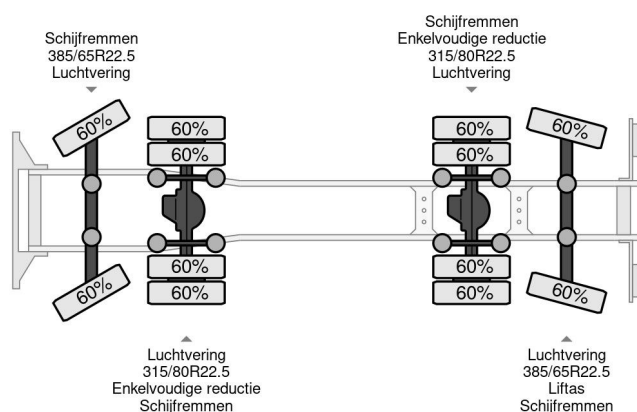 Schijfremmen
385/65R22.5
Luchtvering
Schijfremmen
Enkelvoudige reductie
315/80R22.5
Luchtvering
60%
60%
60%
60%
60%
60%
60%
60%
60%
60%
60%
60%
Luchtvering
315/80R22.5
Enkelvoudige reductie
Schijfremmen
Luchtvering
385/65R22.5
Liftas
Schijfremmen